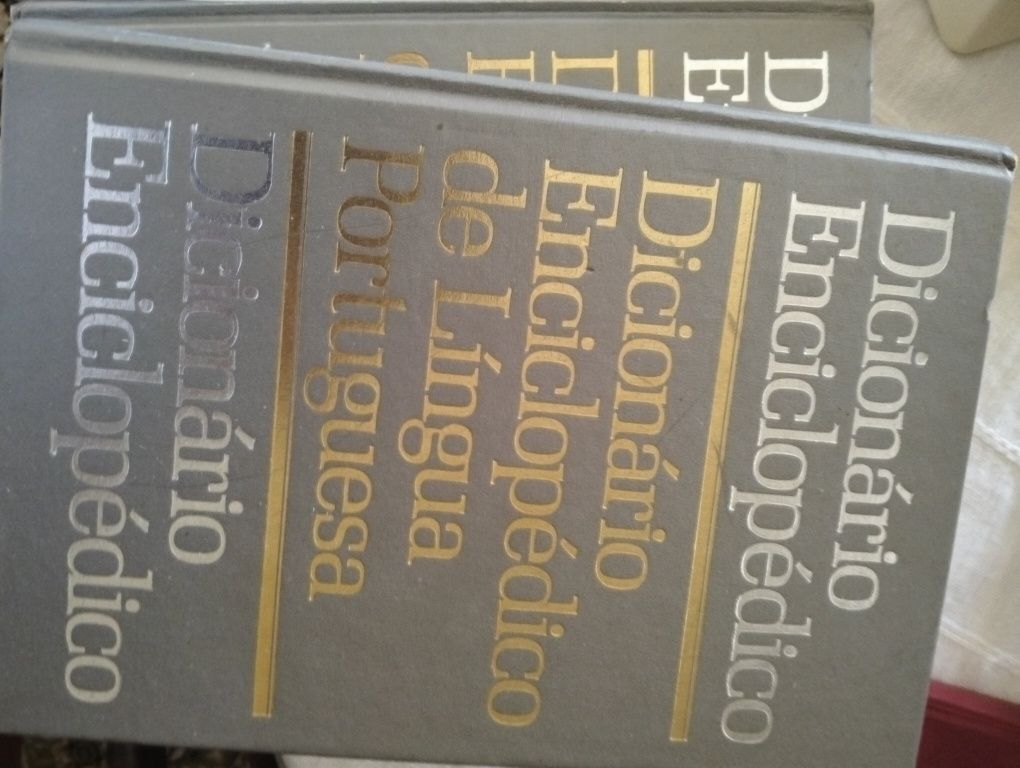 Dicionário
Enciclopédico
Dicionário
Enciclopédico
de Língua
Portuguesa
Dicionário
Enciclopédico